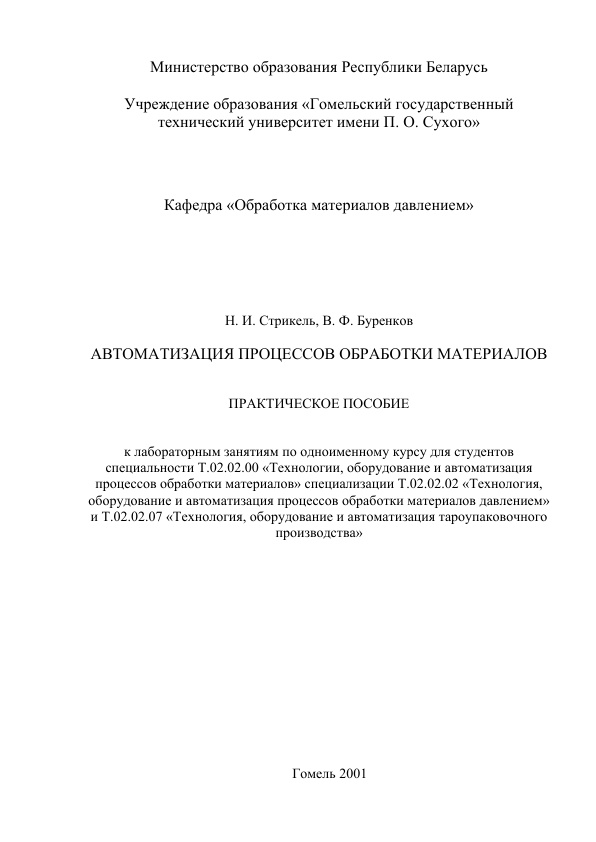 Министерство образования Республики Беларусь
Учреждение образования «Гомельский государственный
технический университет имени П. О. Сухого»
Кафедра «Обработка материалов давлением»
Н. И. Стрикель, В. Ф. Буренков
АВТОМАТИЗАЦИЯ ПРОЦЕССОВ ОБРАБОТКИ МАТЕРИАЛОВ
ПРАКТИЧЕСКОЕ ПОСОБИЕ
к лабораторным занятиям по одноименному курсу для студентов
специальности Т.02.02.00 «Технологии, оборудование и автоматизация
процессов обработки материалов» специализации Т.02.02.02 «Технология,
оборудование и автоматизация процессов обработки материалов давлением»
и Т.02.02.07 «Технология, оборудование и автоматизация тароупаковочного
производства»
Гомель 2001